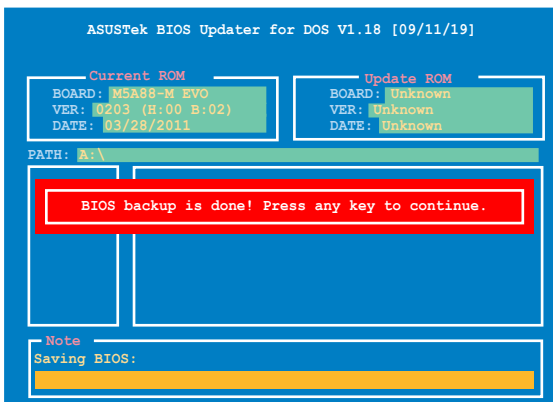 ASUSTek BIOS Updater for DOS V1.18 [09/11/19]
Current ROM
BOARD: M5A88-M EVO
VER: 0203 (H:00 B:02)
DATE: 03/28/2011
Update ROM
BOARD: Unknown
VER: Unknown
DATE: Unknown
PATH: A:\
BIOS backup is done! Press any key to continue.
Note
Saving BIOS: